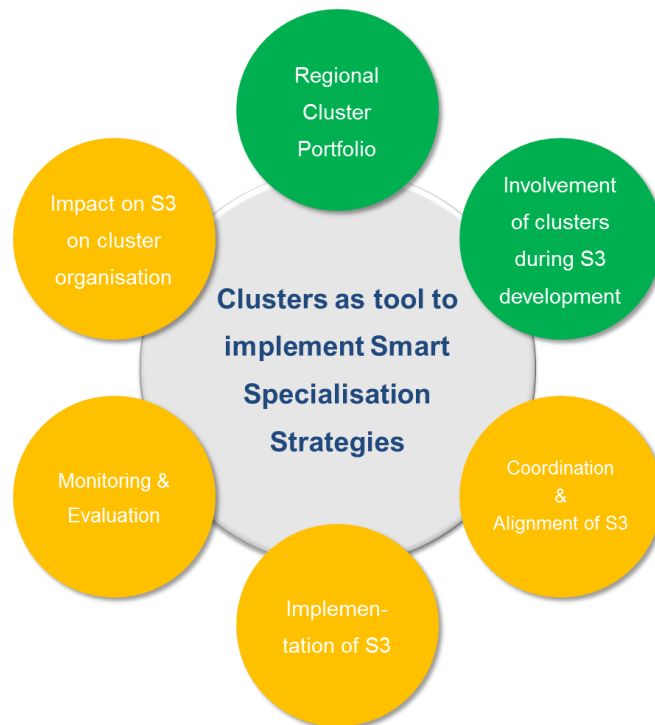 Regional
Cluster
Portfolio
Involvement
of clusters
during S3
development
Coordination
&
Alignment of S3
Implemen-
tation of S3
Monitoring &
Evaluation
Impact on S3
on cluster
organisation
Clusters as tool to
implement Smart
Specialisation
Strategies